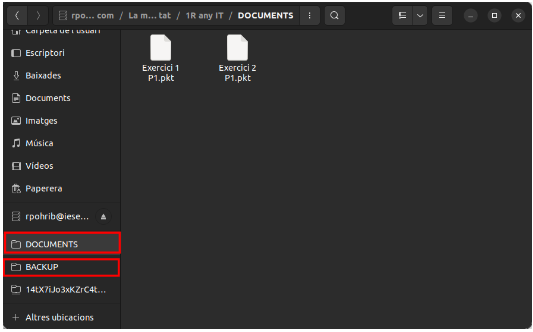 rpo... com / La m... tat / 1R any IT / DOCUMENTS
Carpeta de l'usuari
Escriptori
Baixades
Documents
Imatges
Música
Vídeos
Paperera
rpohrib@iese...
DOCUMENTS
BACKUP
14tX7iJo3xKZrC4t...
+ Altres ubicacions
Exercici 1
P1.pkt
Exercici 2
P1.pkt